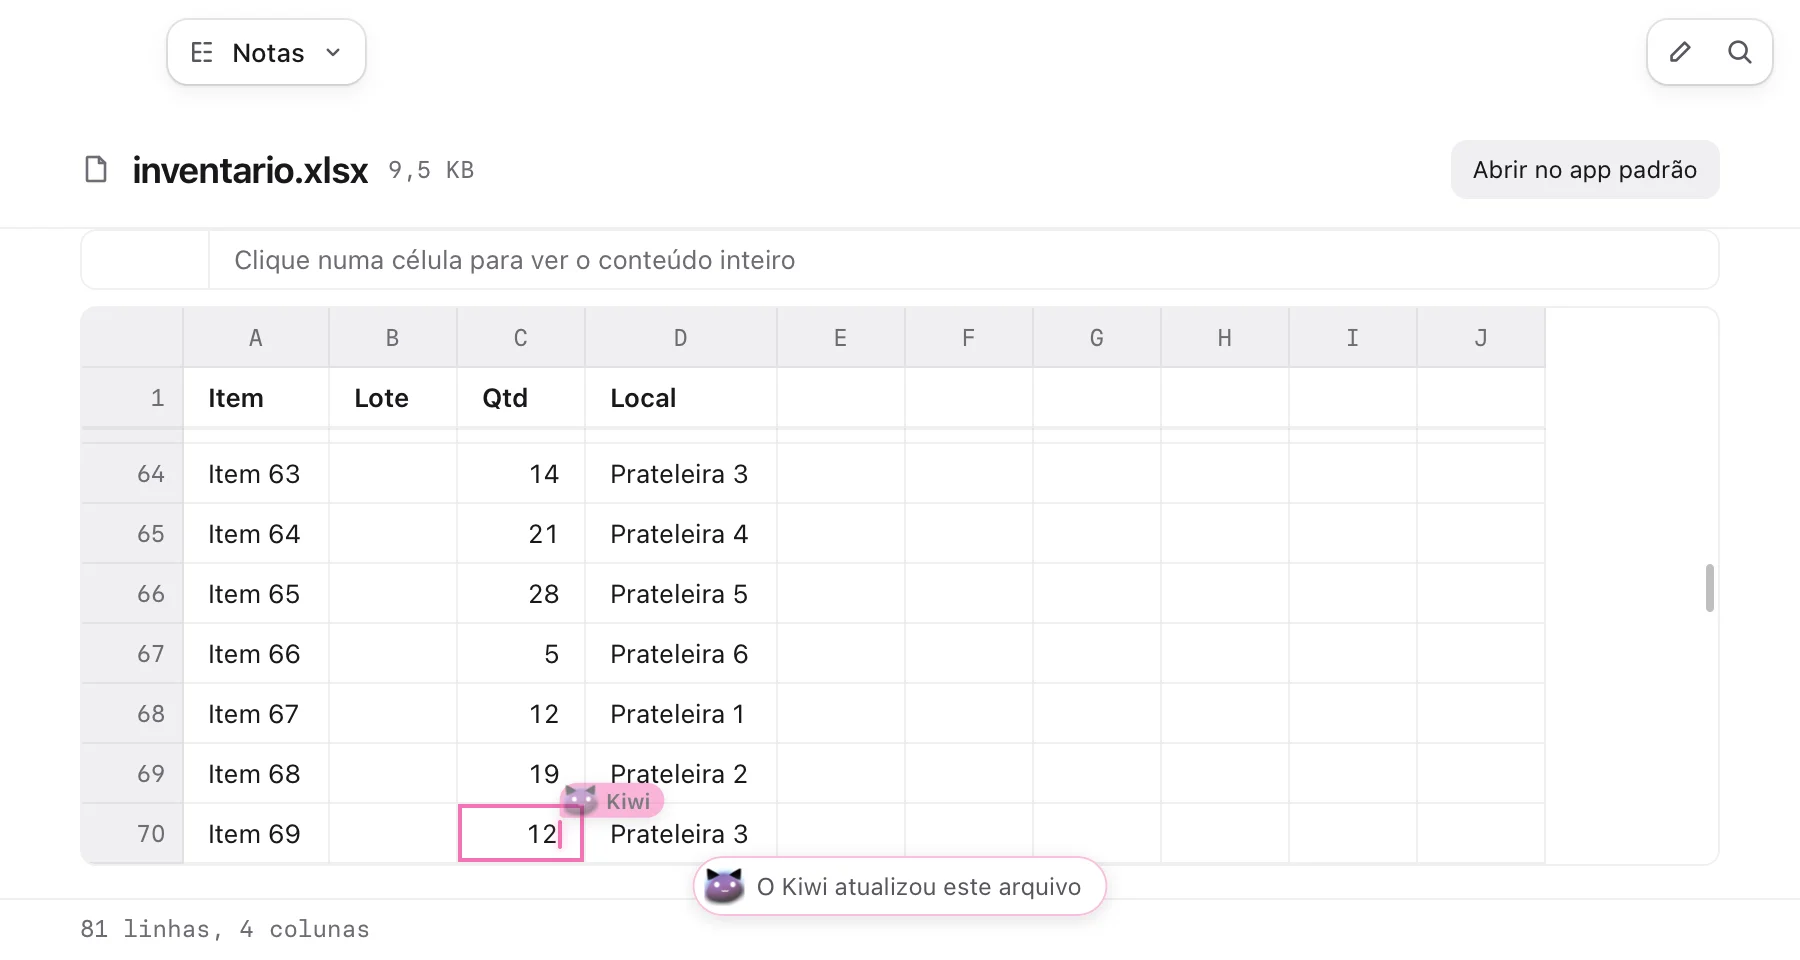 Notas
inventario.xlsx 9,5 KB
Abrir no app padrão
Clique numa célula para ver o conteúdo inteiro
A B C D E F G H I J
1 Item Lote Qtd Local
64 Item 63 14 Prateleira 3
65 Item 64 21 Prateleira 4
66 Item 65 28 Prateleira 5
67 Item 66 5 Prateleira 6
68 Item 67 12 Prateleira 1
69 Item 68 19 Prateleira 2
Kiwi
70 Item 69 12 Prateleira 3
O Kiwi atualizou este arquivo
81 linhas, 4 colunas